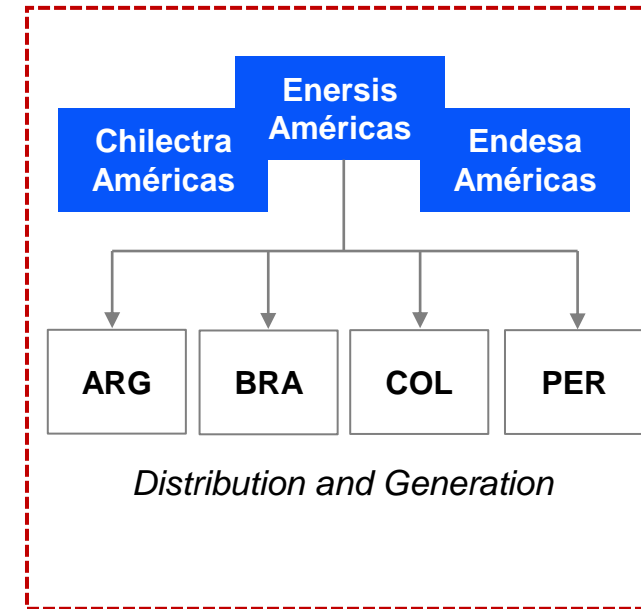 Enersis
Américas
Chilectra
Américas
Endesa
Américas
ARG
BRA
COL
PER
Distribution and Generation